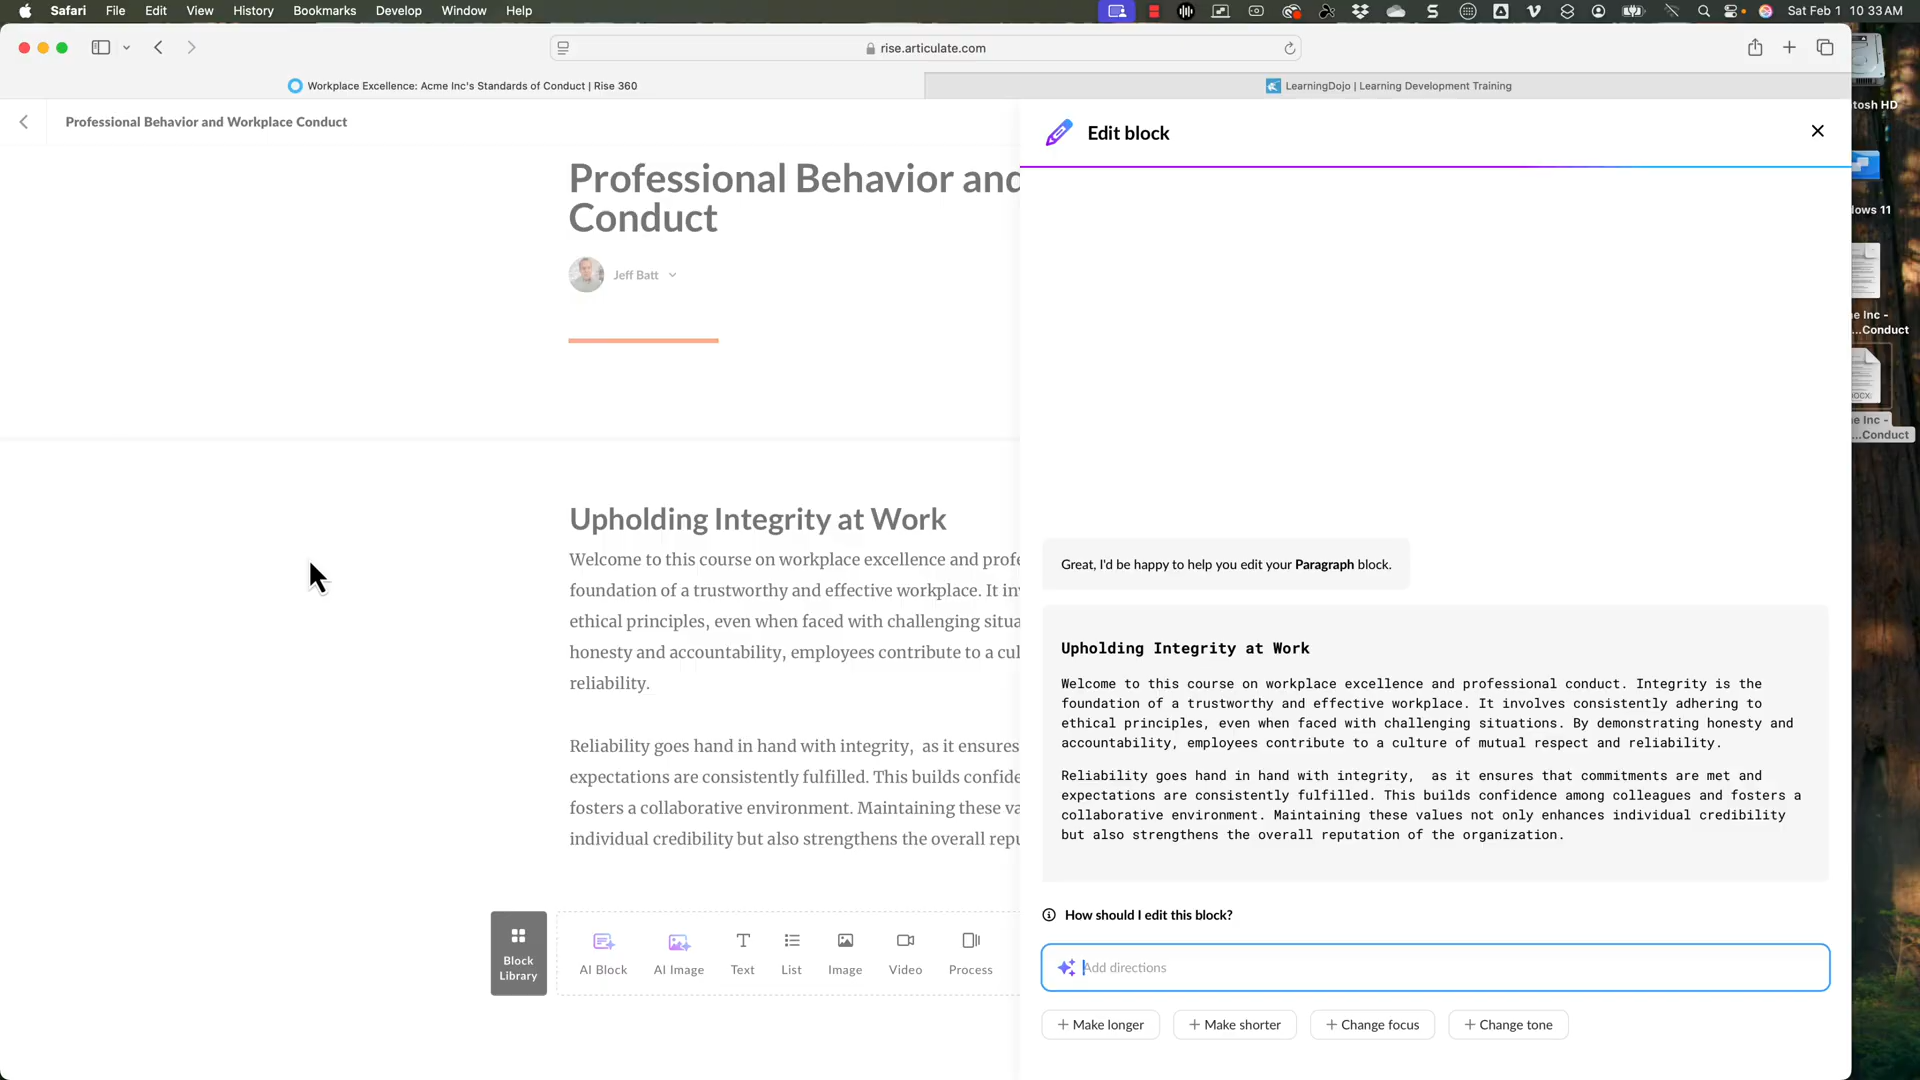 Safari File Edit View History Bookmarks Develop Window Help
Sat Feb 1 10 33 AM
rise.articulate.com
Workplace Excellence: Acme Inc's Standards of Conduct | Rise 360
LearningDojo | Learning Development Training
Professional Behavior and Workplace Conduct
Professional Behavior and
Conduct
Jeff Batt
Upholding Integrity at Work
Welcome to this course on workplace excellence and profe
foundation of a trustworthy and effective workplace. It in
ethical principles, even when faced with challenging situa
honesty and accountability, employees contribute to a cul
reliability.
Reliability goes hand in hand with integrity, as it ensures
expectations are consistently fulfilled. This builds confide
fosters a collaborative environment. Maintaining these va
individual credibility but also strengthens the overall repu
Block
Library
AI Block
AI Image
Text
List
Image
Video
Process
Edit block
Great, I'd be happy to help you edit your Paragraph block.
Upholding Integrity at Work
Welcome to this course on workplace excellence and professional conduct. Integrity is the
foundation of a trustworthy and effective workplace. It involves consistently adhering to
ethical principles, even when faced with challenging situations. By demonstrating honesty and
accountability, employees contribute to a culture of mutual respect and reliability.
Reliability goes hand in hand with integrity, as it ensures that commitments are met and
expectations are consistently fulfilled. This builds confidence among colleagues and fosters a
collaborative environment. Maintaining these values not only enhances individual credibility
but also strengthens the overall reputation of the organization.
How should I edit this block?
Add directions
+ Make longer
+ Make shorter
+ Change focus
+ Change tone
tosh HD
lows 11
ne Inc -
...Conduct
DOCX
ne Inc -
...Conduct